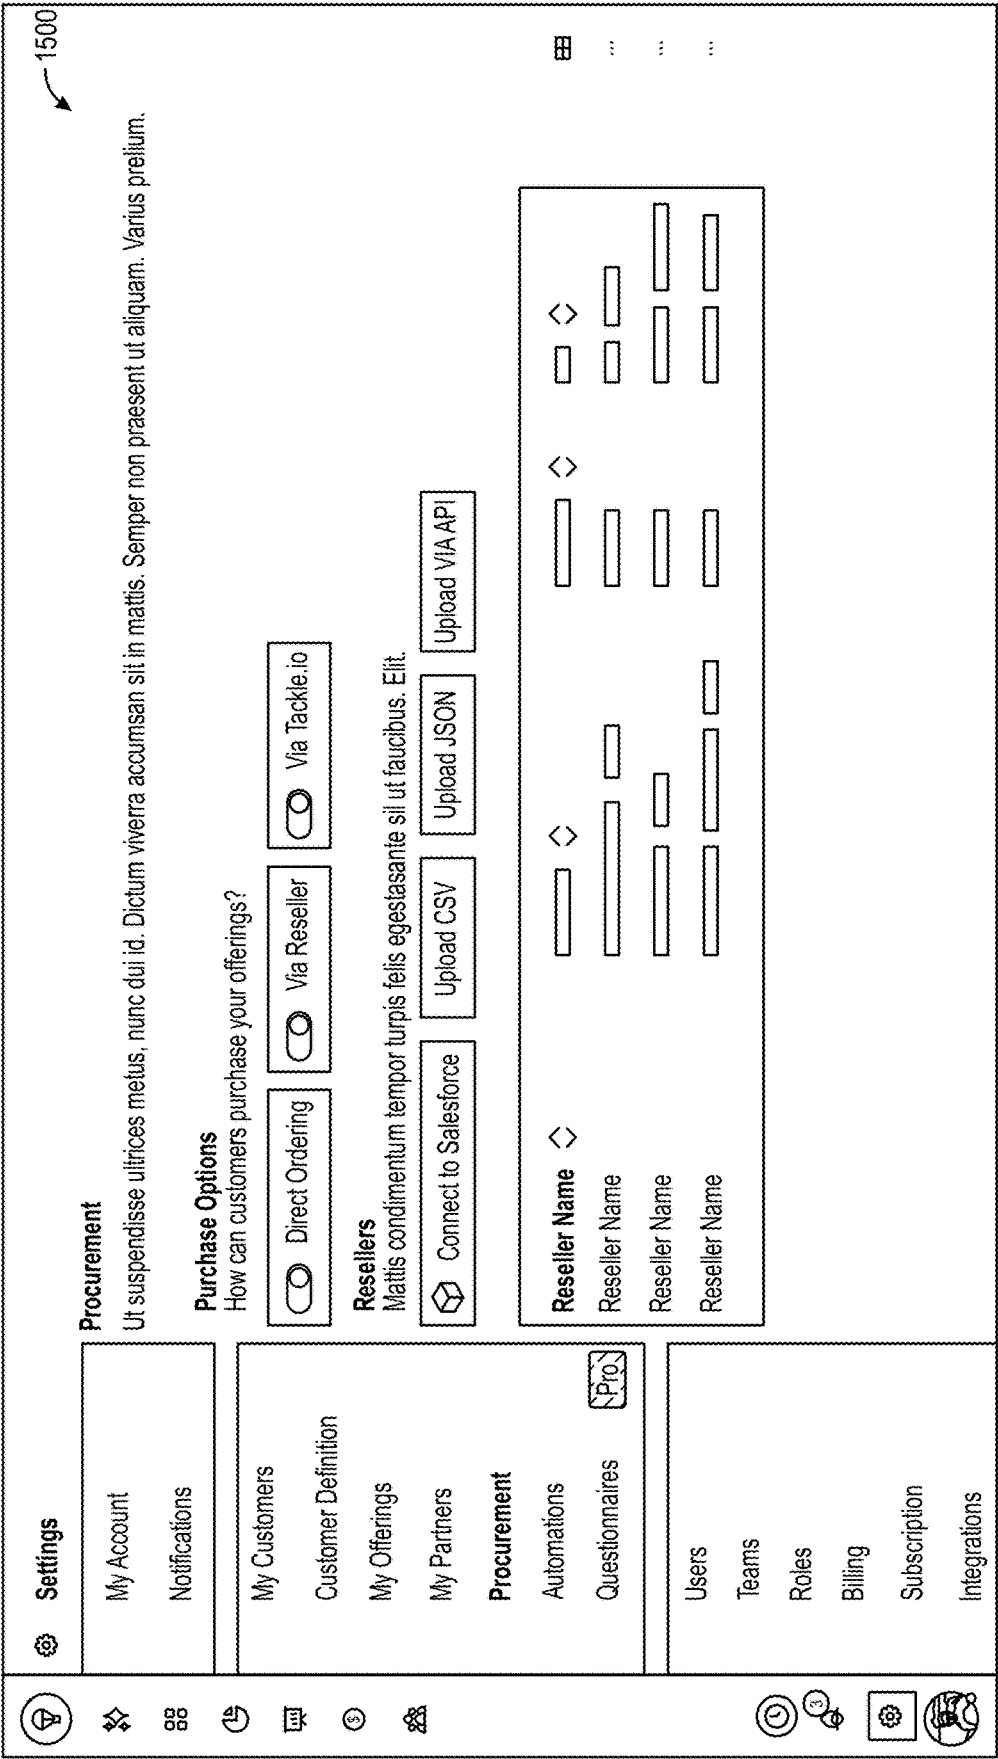 1500
Settings
My Account
Notifications
My Customers
Customer Definition
My Offerings
My Partners
Procurement
Automations
Questionnaires Pro
Users
Teams
Roles
Billing
Subscription
Integrations
3
$
Procurement
Ut suspendisse ultrices metus, nunc dui id. Dictum viverra accumsan sit in mattis. Semper non praesent ut aliquam. Varius prelium.
Purchase Options
How can customers purchase your offerings?
Direct Ordering Via Reseller Via Tackle.io
Resellers
Mattis condimentum tempor turpis felis egestasante sil ut faucibus. Elit.
Connect to Salesforce Upload CSV Upload JSON Upload VIA API
Reseller Name
Reseller Name ...
Reseller Name ...
Reseller Name ...